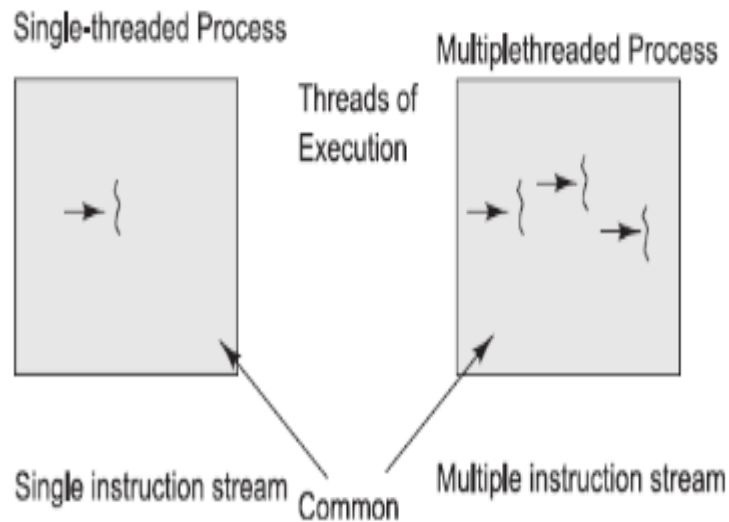 Single-threaded Process
Multiplethreaded Process
Threads of
Execution
Single instruction stream
Common
Multiple instruction stream